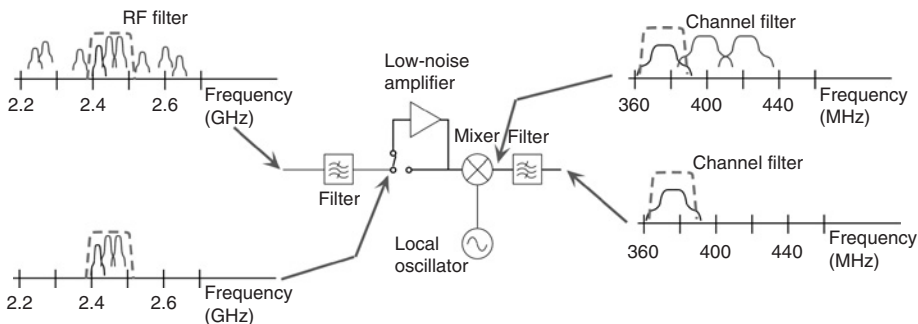 RF filter
2.2
2.4
2.6
Frequency
(GHz)
Low-noise
amplifier
Mixer
Filter
Filter
Local
oscillator
Channel filter
360
400
440
Frequency
(MHz)
Channel filter
360
400
440
Frequency
(MHz)
2.2
2.4
2.6
Frequency
(GHz)